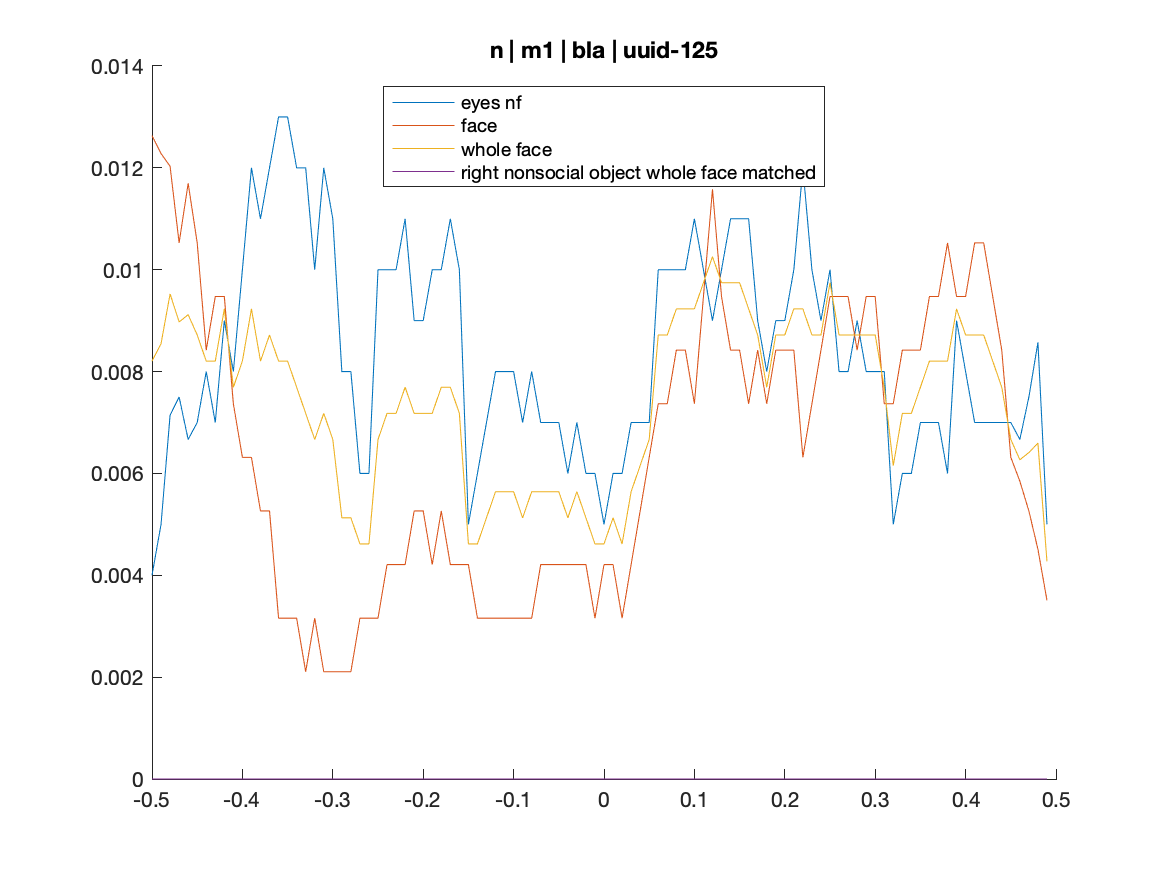 n | m1 | bla | uuid-125
0.014
eyes nf
face
whole face
right nonsocial object whole face matched
0.012
0.01
0.008
0.006
0.004
0.002
0
-0.5 -0.4 -0.3 -0.2 -0.1 0 0.1 0.2 0.3 0.4 0.5